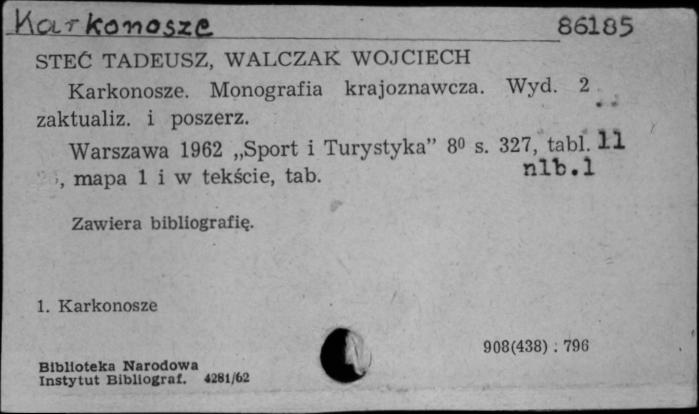 Karkonosze 86185
STEĆ TADEUSZ, WALCZAK WOJCIECH
Karkonosze. Monografia krajoznawcza. Wyd. 2
zaktualiz. i poszerz.
Warszawa 1962 „Sport i Turystyka” 8⁰ s. 327, tabl. 11
nlb.1
, mapa 1 i w tekście, tab.
Zawiera bibliografię.
1. Karkonosze
908(438) : 796
Biblioteka Narodowa
Instytut Bibliograf. 4281/62